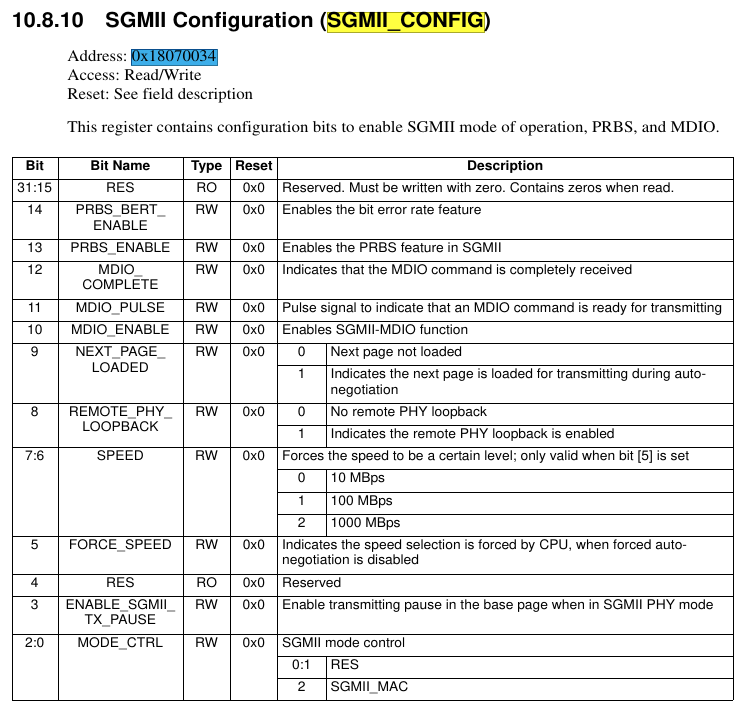 10.8.10 SGMII Configuration (SGMII_CONFIG)
Address: 0x18070034
Access: Read/Write
Reset: See field description
This register contains configuration bits to enable SGMII mode of operation, PRBS, and MDIO.
Bit Bit Name Type Reset Description
31:15 RES RO 0x0 Reserved. Must be written with zero. Contains zeros when read.
14 PRBS_BERT_ RW 0x0 Enables the bit error rate feature
ENABLE
13 PRBS_ENABLE RW 0x0 Enables the PRBS feature in SGMII
12 MDIO_ RW 0x0 Indicates that the MDIO command is completely received
COMPLETE
11 MDIO_PULSE RW 0x0 Pulse signal to indicate that an MDIO command is ready for transmitting
10 MDIO_ENABLE RW 0x0 Enables SGMII-MDIO function
9 NEXT_PAGE_ RW 0x0 0 Next page not loaded
LOADED
1 Indicates the next page is loaded for transmitting during auto-
negotiation
8 REMOTE_PHY_ RW 0x0 0 No remote PHY loopback
LOOPBACK
1 Indicates the remote PHY loopback is enabled
7:6 SPEED RW 0x0 Forces the speed to be a certain level; only valid when bit [5] is set
0 10 MBps
1 100 MBps
2 1000 MBps
5 FORCE_SPEED RW 0x0 Indicates the speed selection is forced by CPU, when forced auto-
negotiation is disabled
4 RES RO 0x0 Reserved
3 ENABLE_SGMII_ RW 0x0 Enable transmitting pause in the base page when in SGMII PHY mode
TX_PAUSE
2:0 MODE_CTRL RW 0x0 SGMII mode control
0:1 RES
2 SGMII_MAC